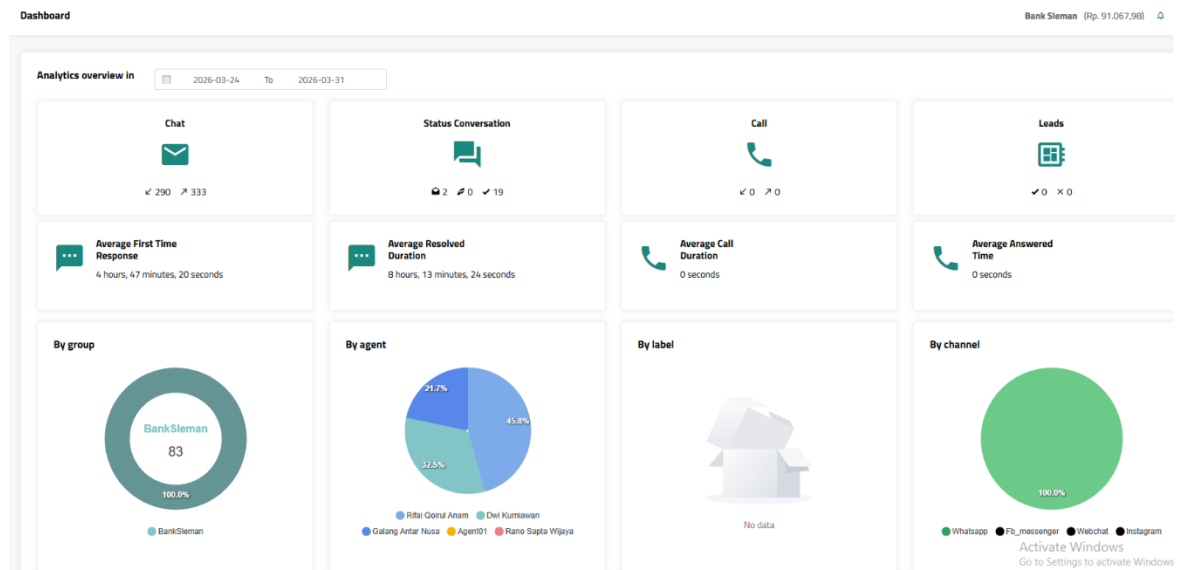 Dashboard
Bank Sleman (Rp. 91.067,98)
Analytics overview in
2026-03-24 To 2026-03-31
Chat
290 333
Status Conversation
2 0 19
Call
0 0
Leads
0 0
Average First Time
Response
4 hours, 47 minutes, 20 seconds
Average Resolved
Duration
8 hours, 13 minutes, 24 seconds
Average Call
Duration
0 seconds
Average Answered
Time
0 seconds
By group
BankSleman
83
100.0%
BankSleman
By agent
21.7%
45.8%
32.5%
Rifai Qoirul Anam Dwi Kurniawan
Galang Antar Nusa Agent01 Rano Sapta Wijaya
By label
No data
By channel
100.0%
Whatsapp Fb_messenger Webchat Instagram
Activate Windows
Go to Settings to activate Windows